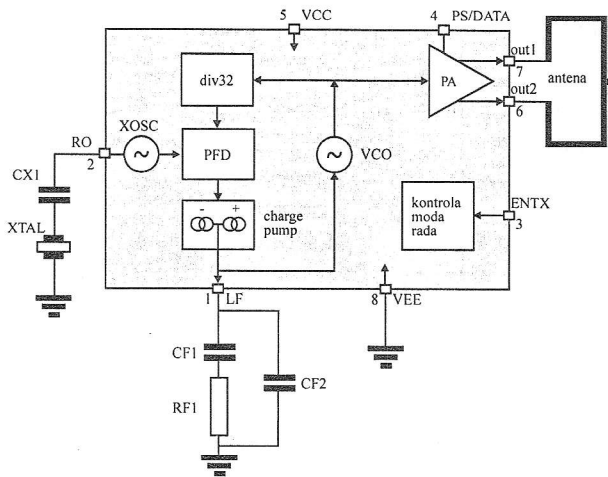 5 VCC
4 PS/DATA
out1
7
div32
PA
antena
out2
6
RO
2
XOSC
PFD
VCO
CX1
- +
charge
pump
kontrola
moda
rada
ENTX
3
XTAL
1 LF
8 VEE
CF1
CF2
RF1